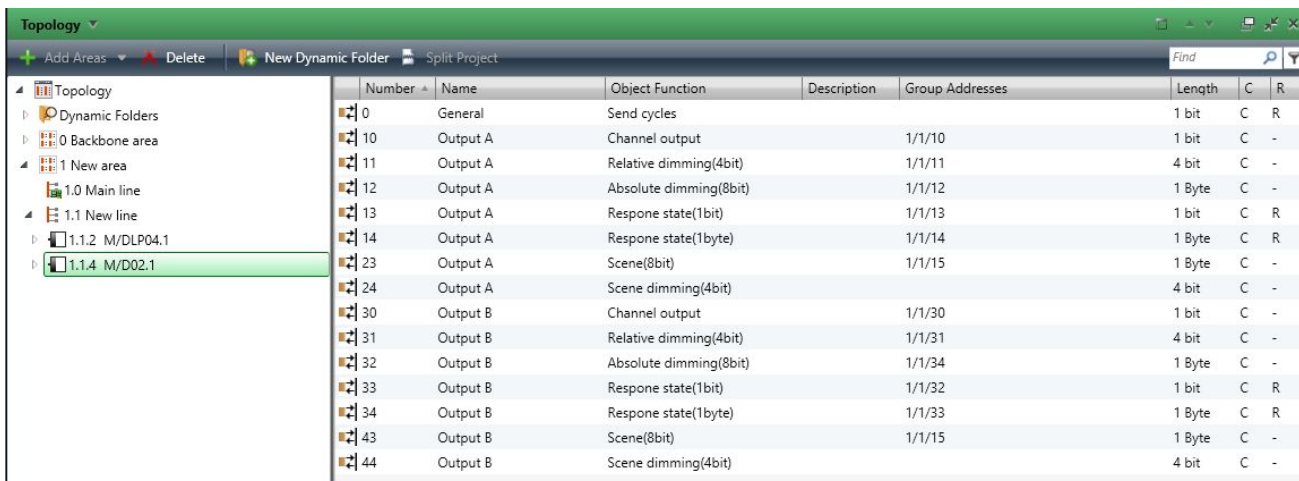 Topology
Add Areas Delete New Dynamic Folder Split Project Find
Topology
Dynamic Folders
0 Backbone area
1 New area
1.0 Main line
1.1 New line
1.1.2 M/DLP04.1
1.1.4 M/D02.1
Number Name Object Function Description Group Addresses Length C R
0 General Send cycles 1 bit C R
10 Output A Channel output 1/1/10 1 bit C -
11 Output A Relative dimming(4bit) 1/1/11 4 bit C -
12 Output A Absolute dimming(8bit) 1/1/12 1 Byte C -
13 Output A Respone state(1bit) 1/1/13 1 bit C R
14 Output A Respone state(1byte) 1/1/14 1 Byte C R
23 Output A Scene(8bit) 1/1/15 1 Byte C -
24 Output A Scene dimming(4bit) 4 bit C -
30 Output B Channel output 1/1/30 1 bit C -
31 Output B Relative dimming(4bit) 1/1/31 4 bit C -
32 Output B Absolute dimming(8bit) 1/1/34 1 Byte C -
33 Output B Respone state(1bit) 1/1/32 1 bit C R
34 Output B Respone state(1byte) 1/1/33 1 Byte C R
43 Output B Scene(8bit) 1/1/15 1 Byte C -
44 Output B Scene dimming(4bit) 4 bit C -